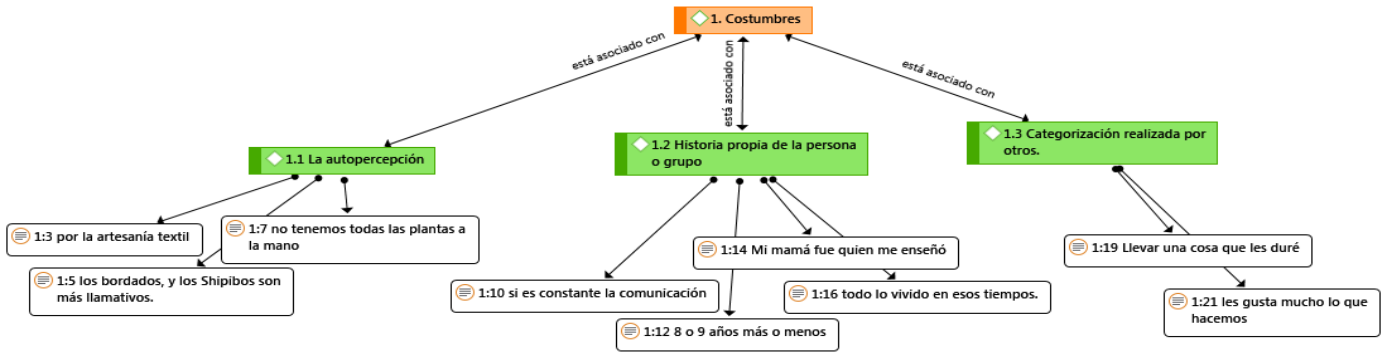 1. Costumbres
está asociado con
está asociado con
está asociado con
1.1 La autopercepción
1.2 Historia propia de la persona
o grupo
1.3 Categorización realizada por
otros.
1:3 por la artesanía textil
1:7 no tenemos todas las plantas a
la mano
1:5 los bordados, y los Shipibos son
más llamativos.
1:14 Mi mamá fue quien me enseñó
1:10 si es constante la comunicación
1:16 todo lo vivido en esos tiempos.
1:12 8 o 9 años más o menos
1:19 Llevar una cosa que les duré
1:21 les gusta mucho lo que
hacemos